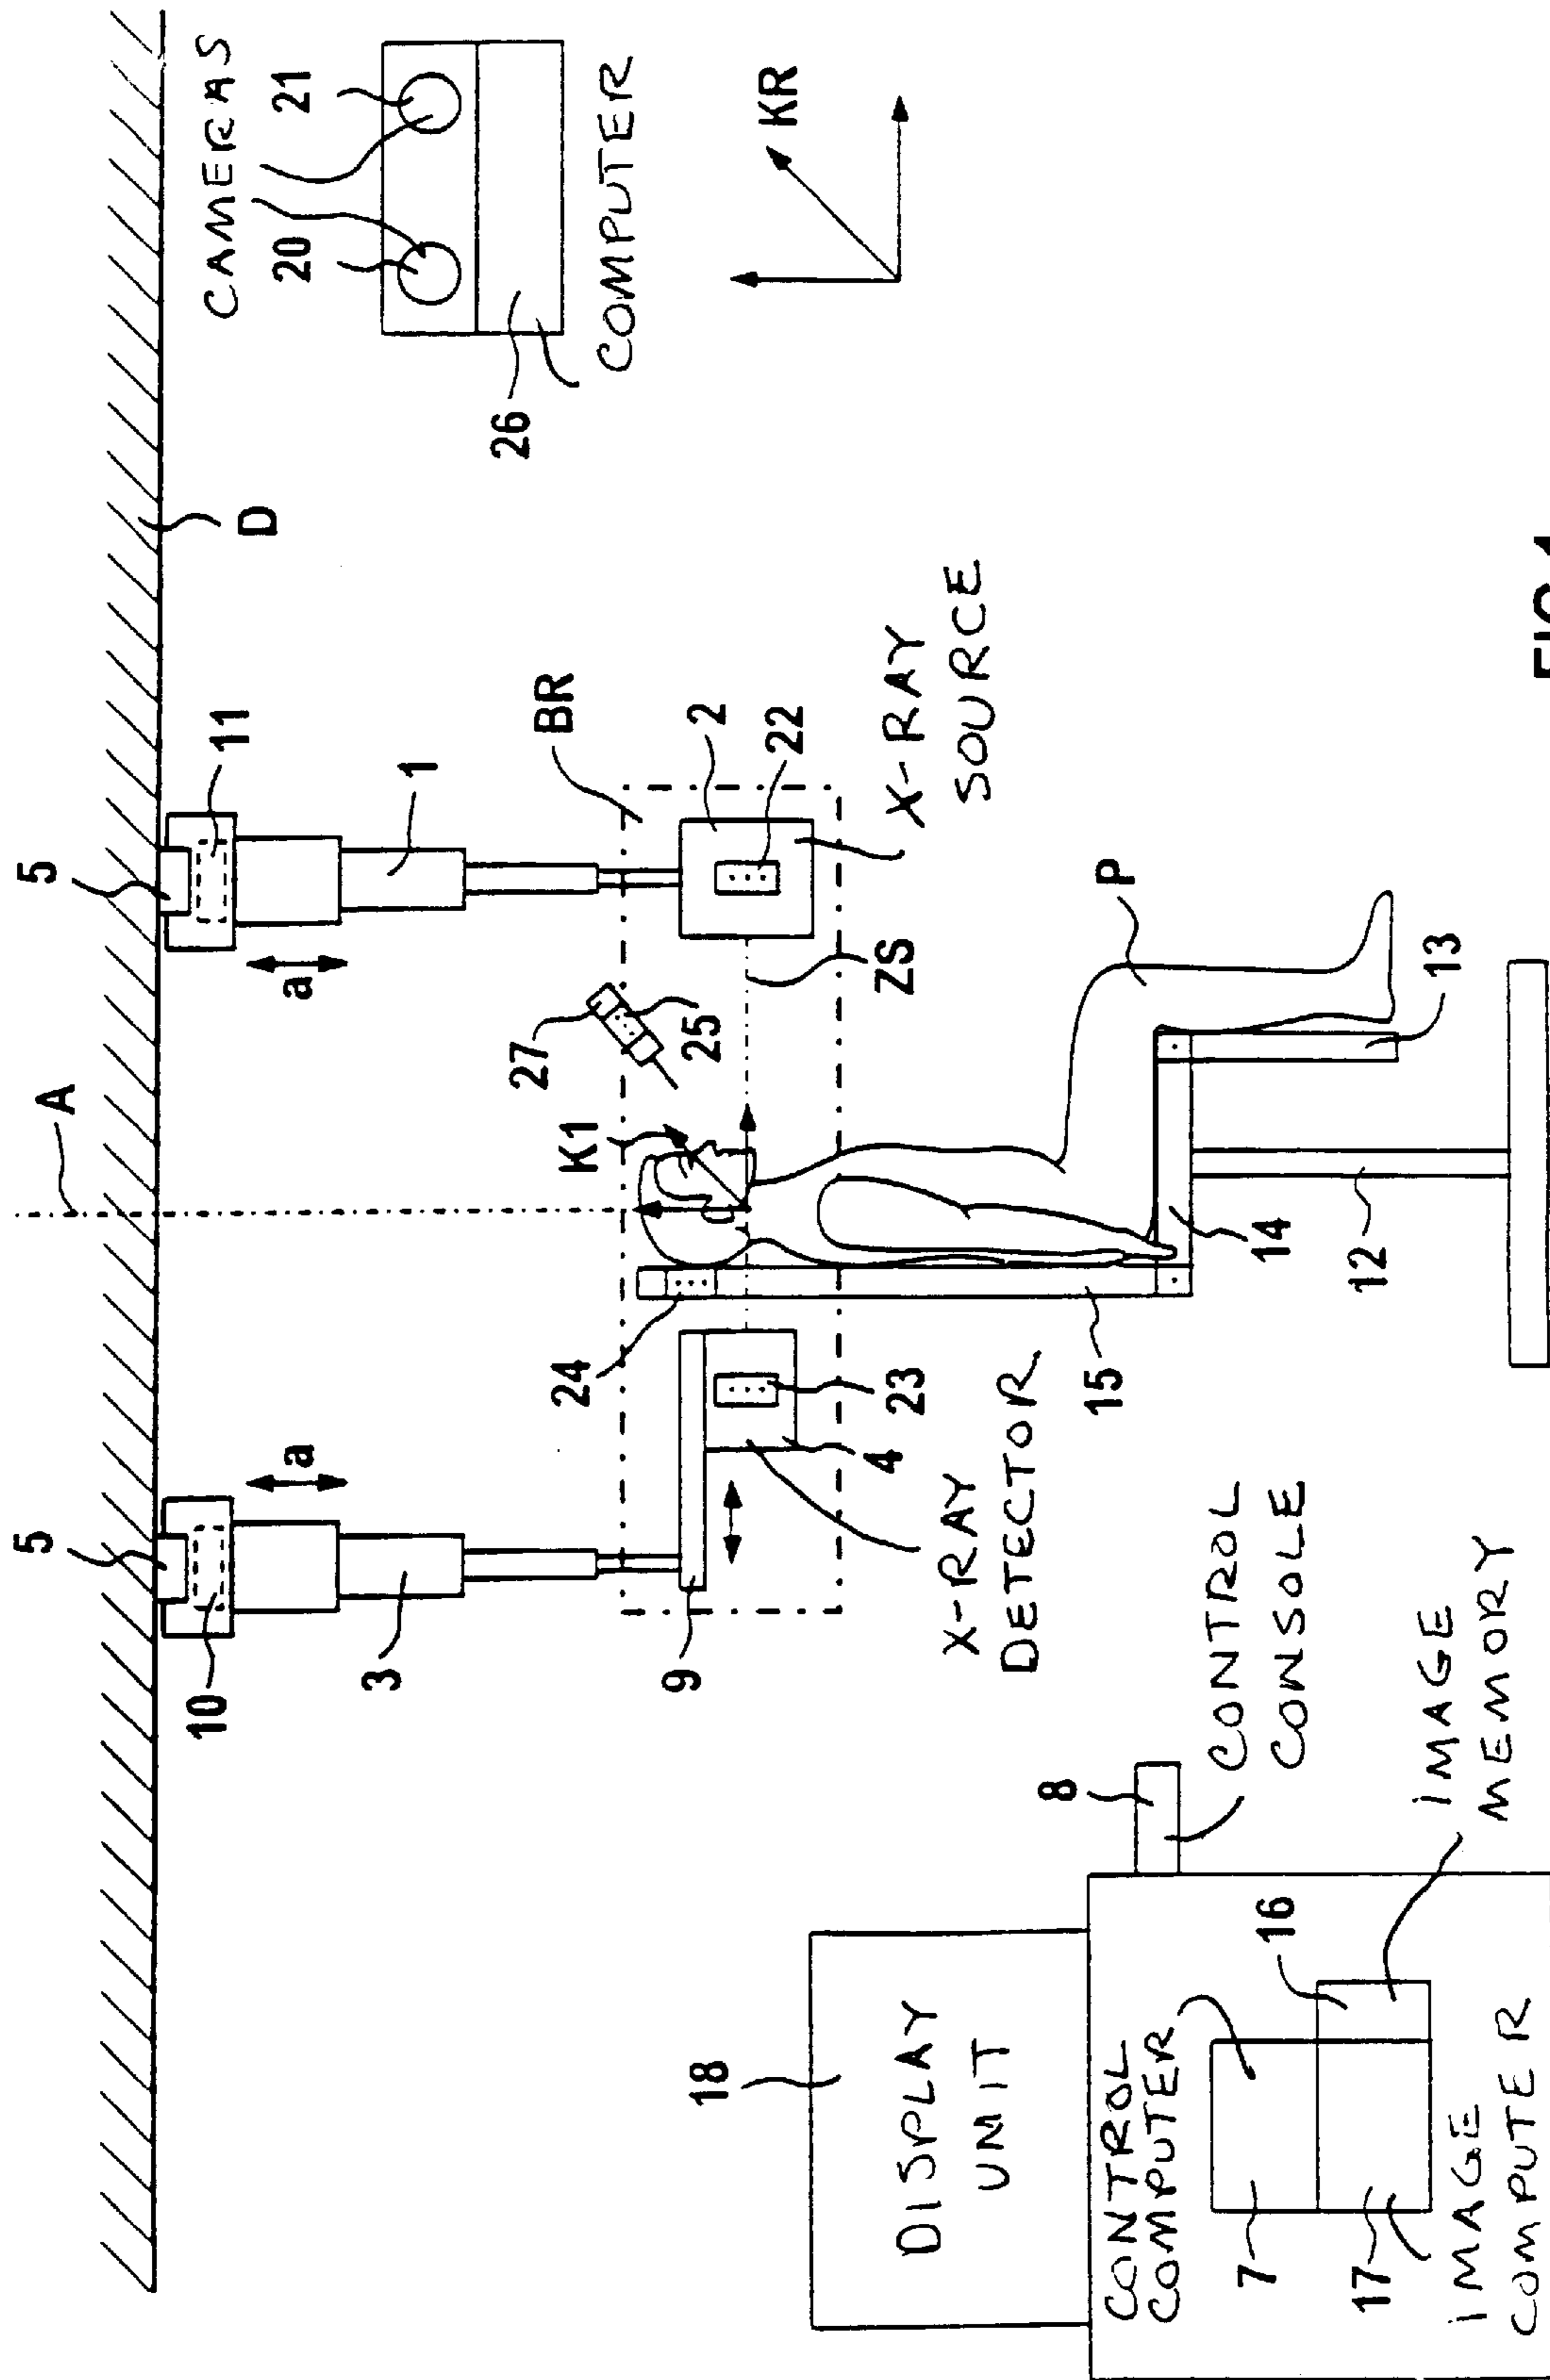 A
5
5
D
10
a
3
11
a
1
CAMERAS
20
21
26
COMPUTER
KR
27
25
K1
BR
2
22
ZS
X-RAY
SOURCE
9
24
23
4
X-RAY
DETECTOR
15
14
12
P
13
18
DISPLAY
UNIT
8
CONTROL
CONSOLE
CONTROL
COMPUTER
7
16
17
IMAGE
MEMORY
IMAGE
COMPUTER